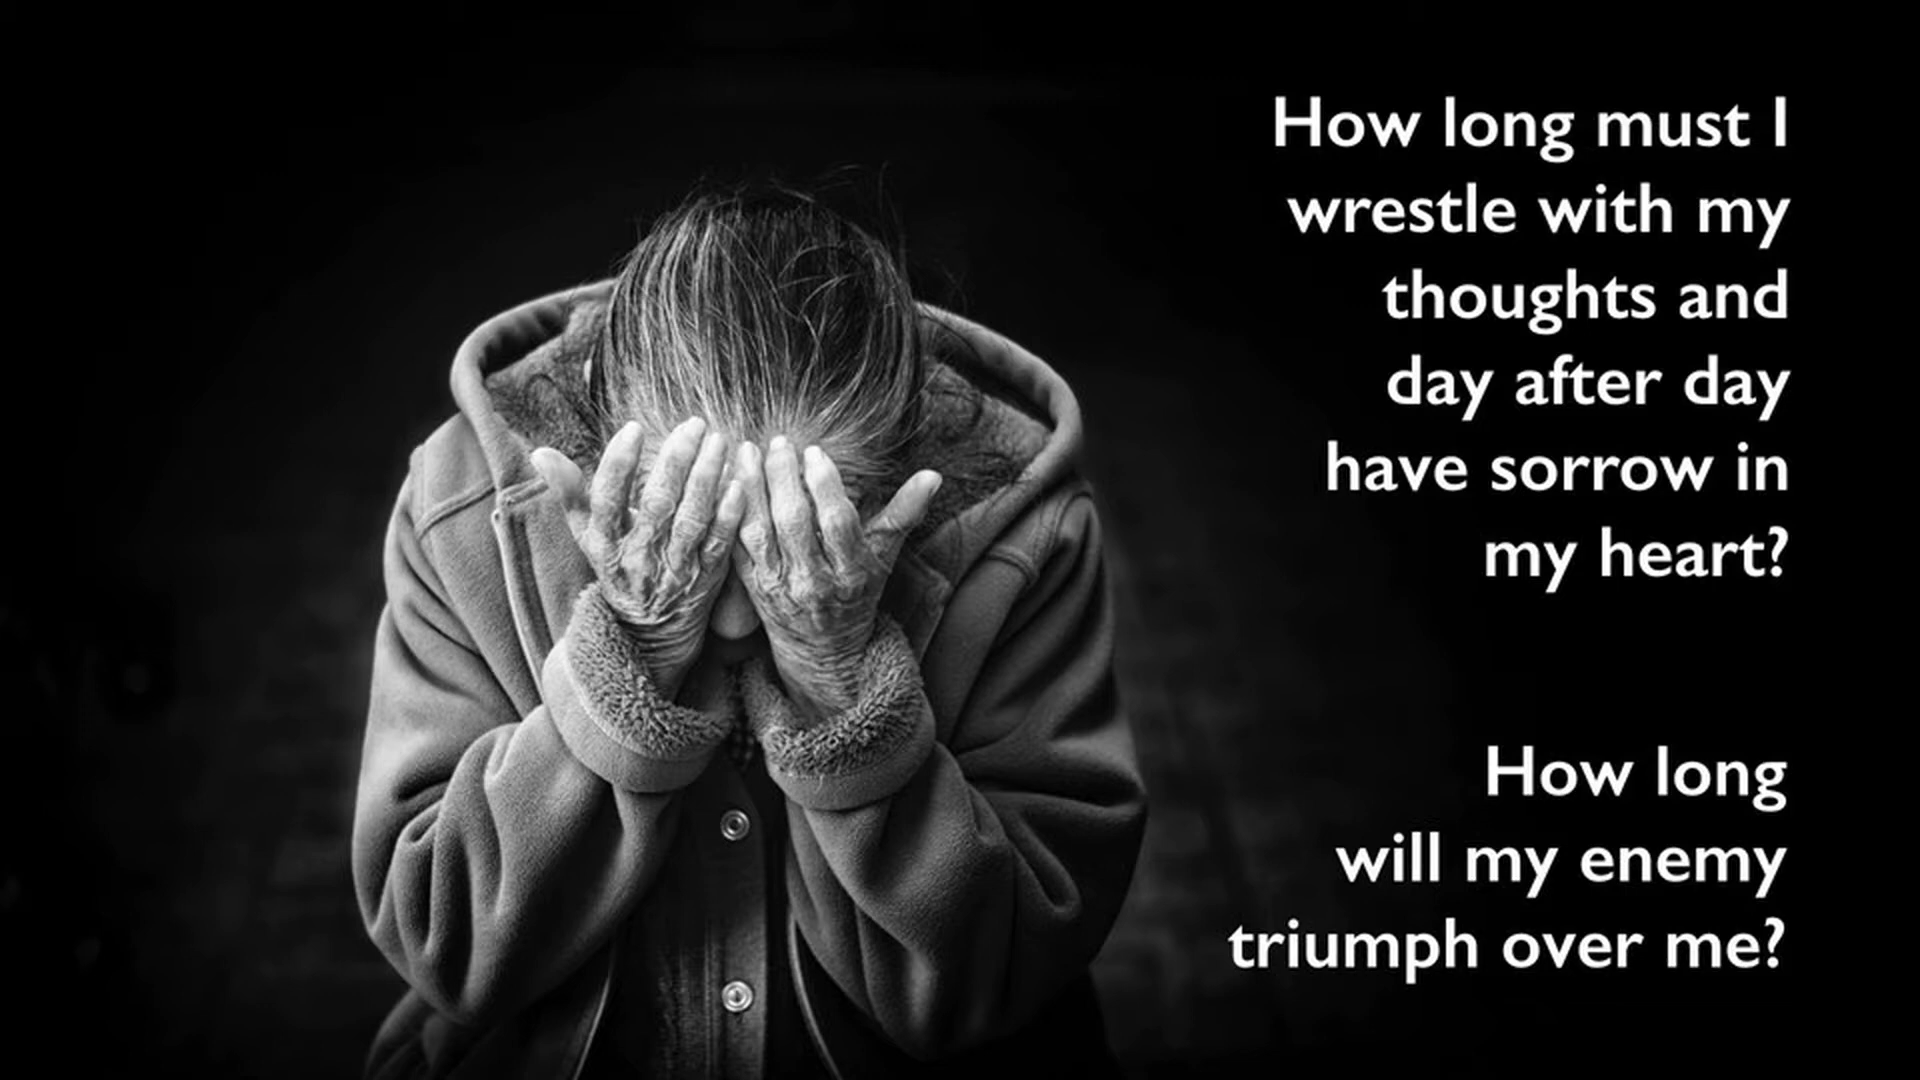 How long must I
wrestle with my
thoughts and
day after day
have sorrow in
my heart?
How long
will my enemy
triumph over me?